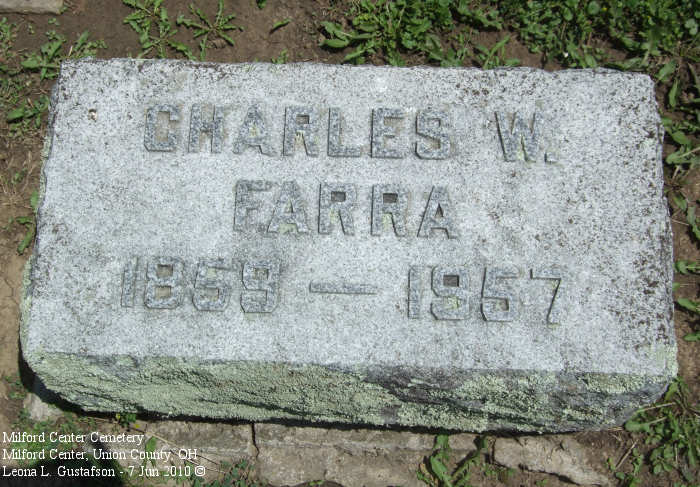 CHARLES W.
FARRA
1859 — 1957
Milford Center Cemetery
Milford Center, Union County, OH
Leona L. Gustafson - 7 Jun 2010 ©